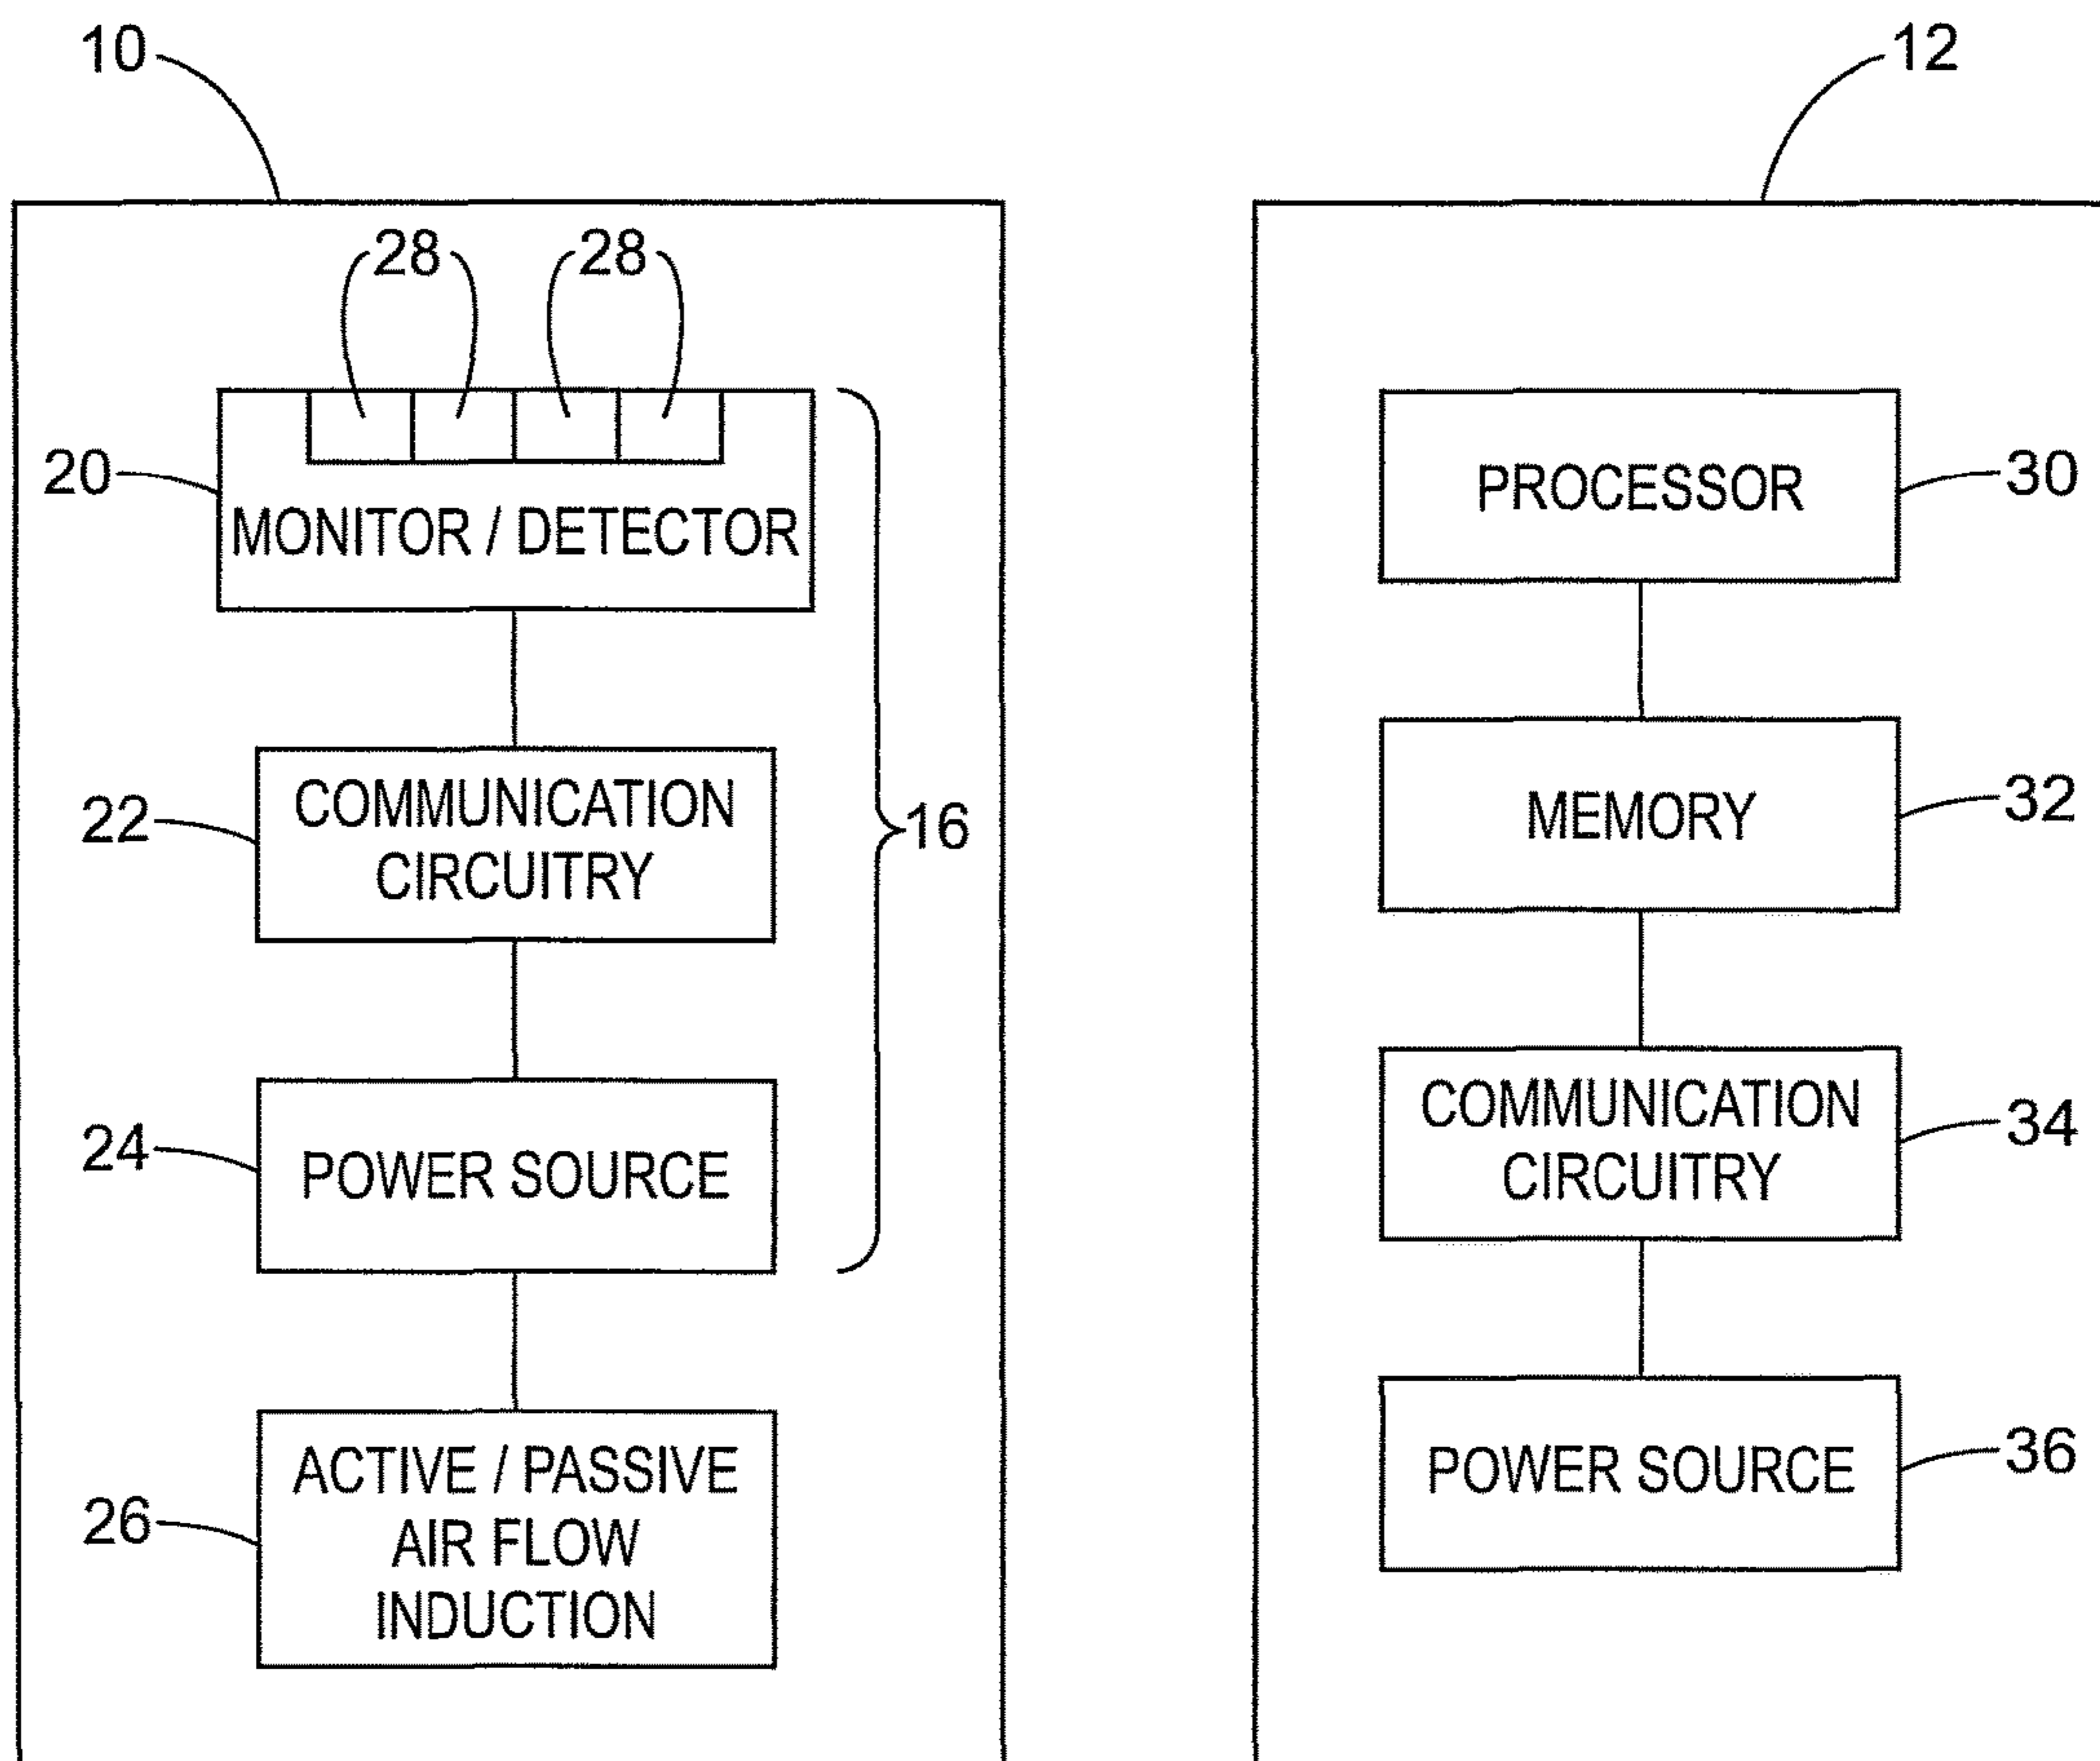 10
12
28 28
20
MONITOR / DETECTOR
22
COMMUNICATION
CIRCUITRY
16
24
POWER SOURCE
26
ACTIVE / PASSIVE
AIR FLOW
INDUCTION
PROCESSOR
30
MEMORY
32
COMMUNICATION
CIRCUITRY
34
POWER SOURCE
36